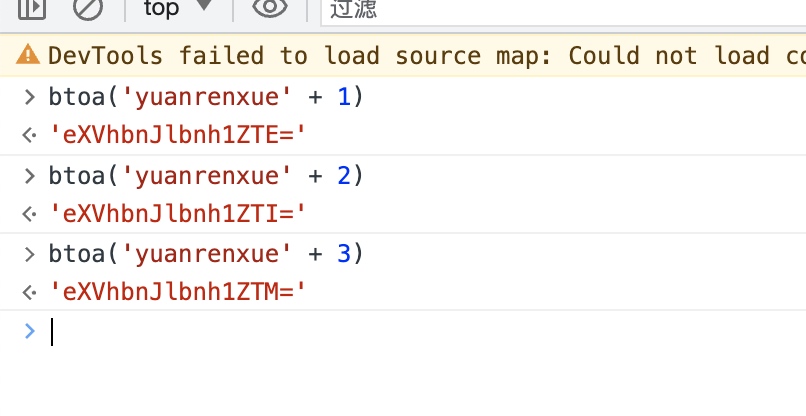 top 过滤
DevTools failed to load source map: Could not load
> btoa('yuanrenxue' + 1)
'eXVhbnJlbnh1ZTE='
> btoa('yuanrenxue' + 2)
'eXVhbnJlbnh1ZTI='
> btoa('yuanrenxue' + 3)
'eXVhbnJlbnh1ZTM='
>